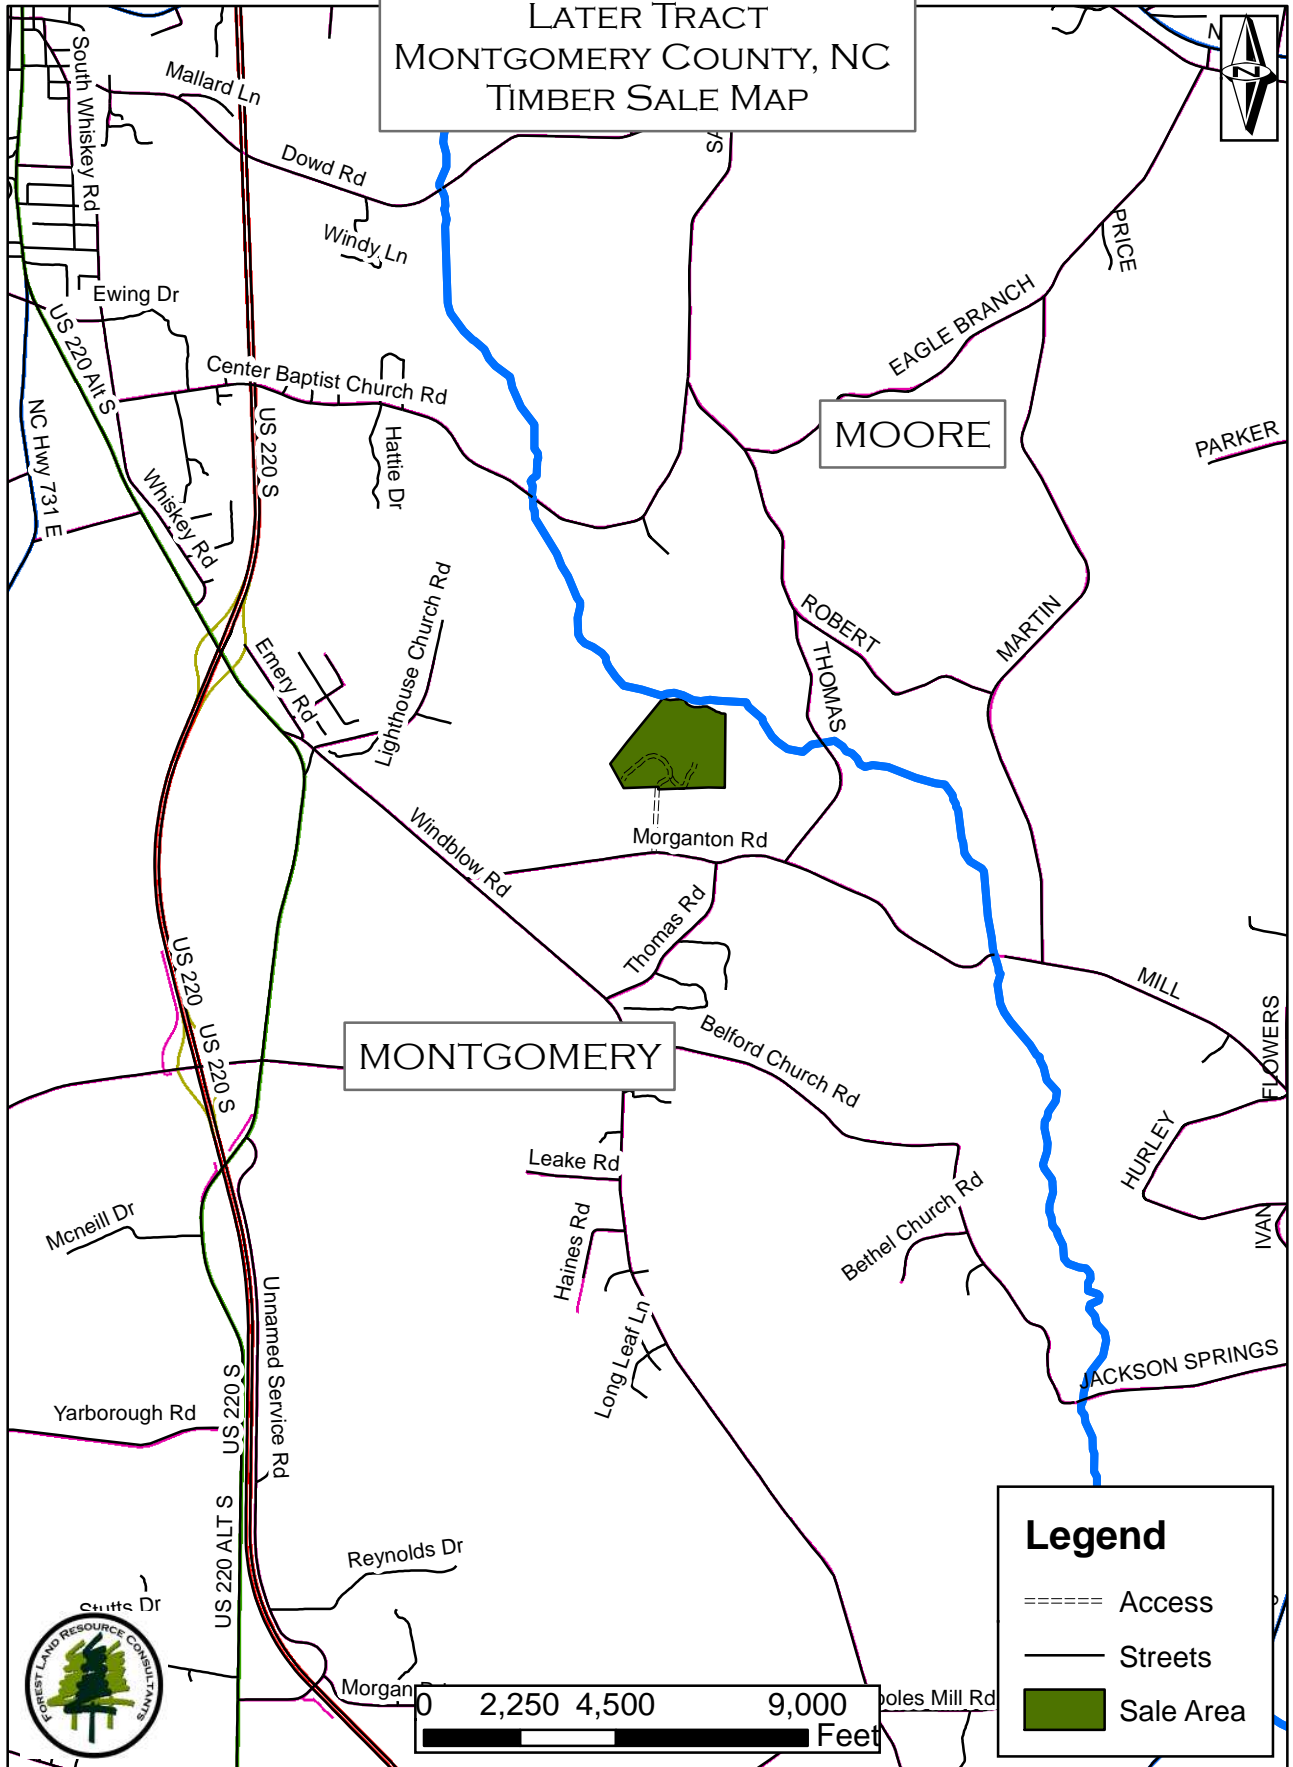 LATER TRACT
MONTGOMERY COUNTY, NC
TIMBER SALE MAP
N
South Whiskey Rd
Mallard Ln
Dowd Rd
Windy Ln
PRICE
Ewing Dr
US 220 Alt S
EAGLE BRANCH
Center Baptist Church Rd
NC Hwy 731 E
US 220 S
Hattie Dr
MOORE
PARKER
Whiskey Rd
Lighthouse Church Rd
ROBERT
MARTIN
Emery Rd
THOMAS
Windblow Rd
Morganton Rd
Thomas Rd
US 220
MILL
US 220 S
FLOWERS
MONTGOMERY
Belford Church Rd
Leake Rd
HURLEY
Mcneill Dr
Haines Rd
Bethel Church Rd
IVAN
Unnamed Service Rd
Long Leaf Ln
JACKSON SPRINGS
US 220 S
Yarborough Rd
US 220 ALT S
Reynolds Dr
Stutts Dr
FOREST LAND RESOURCE CONSULTANTS
Morgan
ooles Mill Rd
0 2,250 4,500 9,000
Feet
Legend
Access
Streets
Sale Area